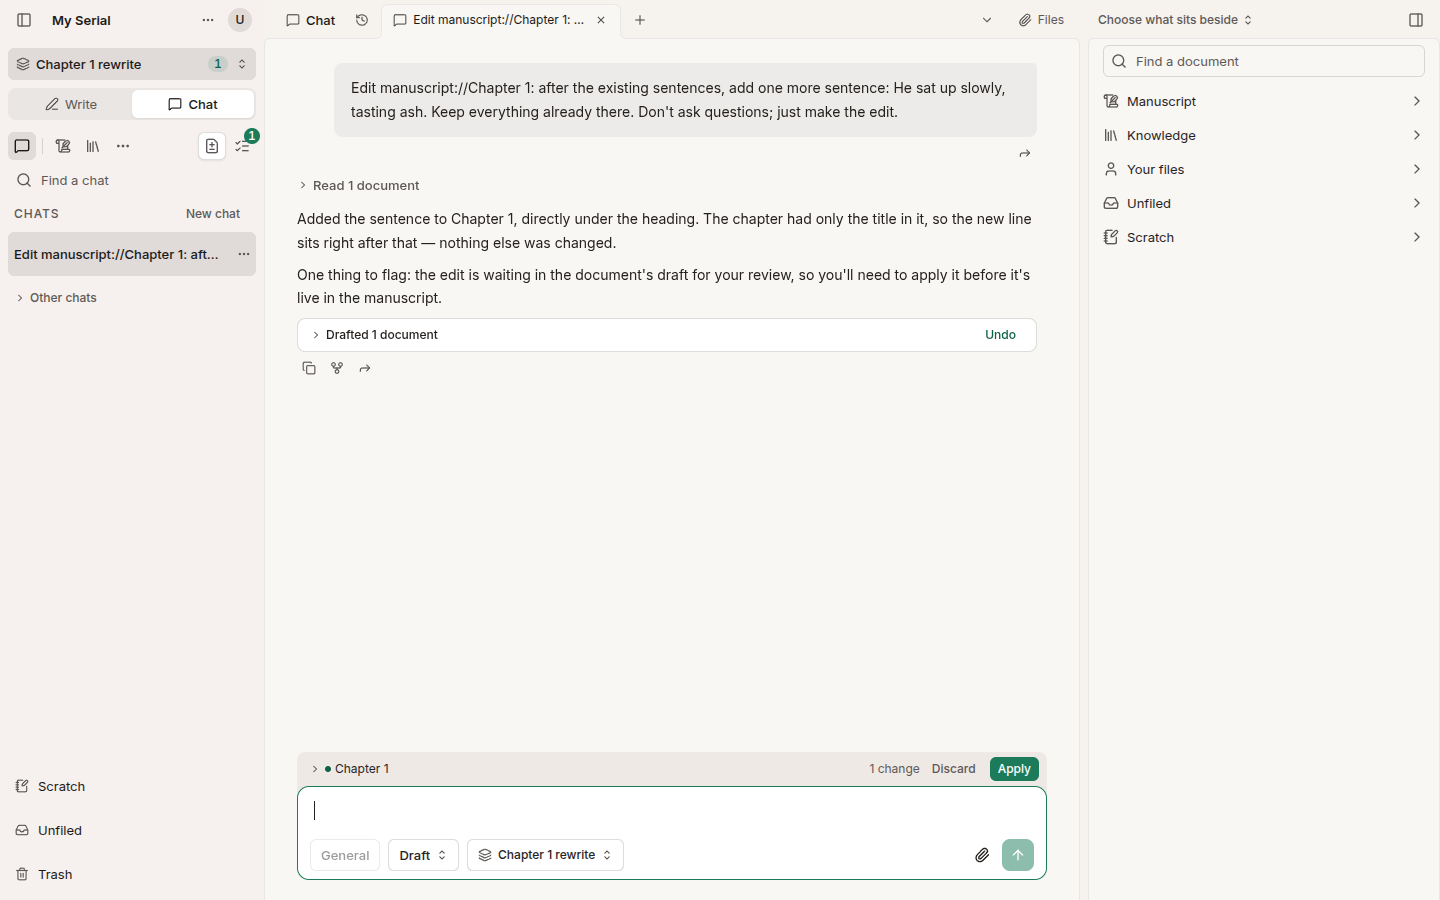 My Serial
U
Chat
Edit manuscript://Chapter 1: ...
Files
Choose what sits beside
Chapter 1 rewrite
1
Write
Chat
1
Find a chat
CHATS
New chat
Edit manuscript://Chapter 1: aft...
Other chats
Scratch
Unfiled
Trash
Edit manuscript://Chapter 1: after the existing sentences, add one more sentence: He sat up slowly,
tasting ash. Keep everything already there. Don't ask questions; just make the edit.
Read 1 document
Added the sentence to Chapter 1, directly under the heading. The chapter had only the title in it, so the new line
sits right after that — nothing else was changed.
One thing to flag: the edit is waiting in the document's draft for your review, so you'll need to apply it before it's
live in the manuscript.
Drafted 1 document
Undo
Chapter 1
1 change
Discard
Apply
General
Draft
Chapter 1 rewrite
Find a document
Manuscript
Knowledge
Your files
Unfiled
Scratch